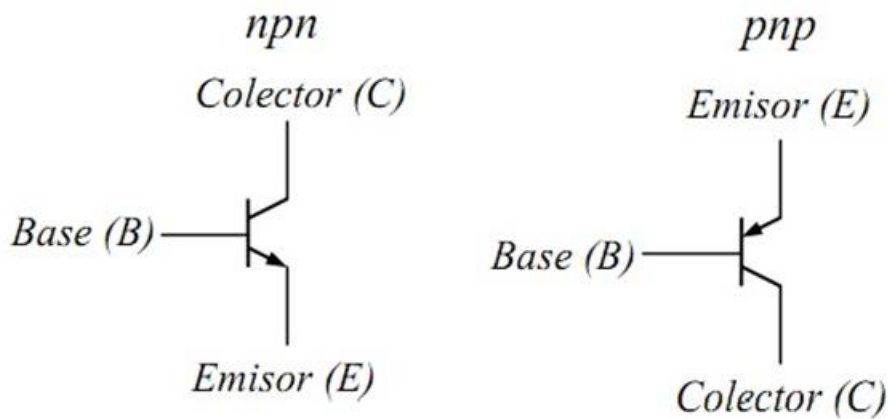 npn
Colector (C)
Base (B)
Emisor (E)
pnp
Emisor (E)
Base (B)
Colector (C)